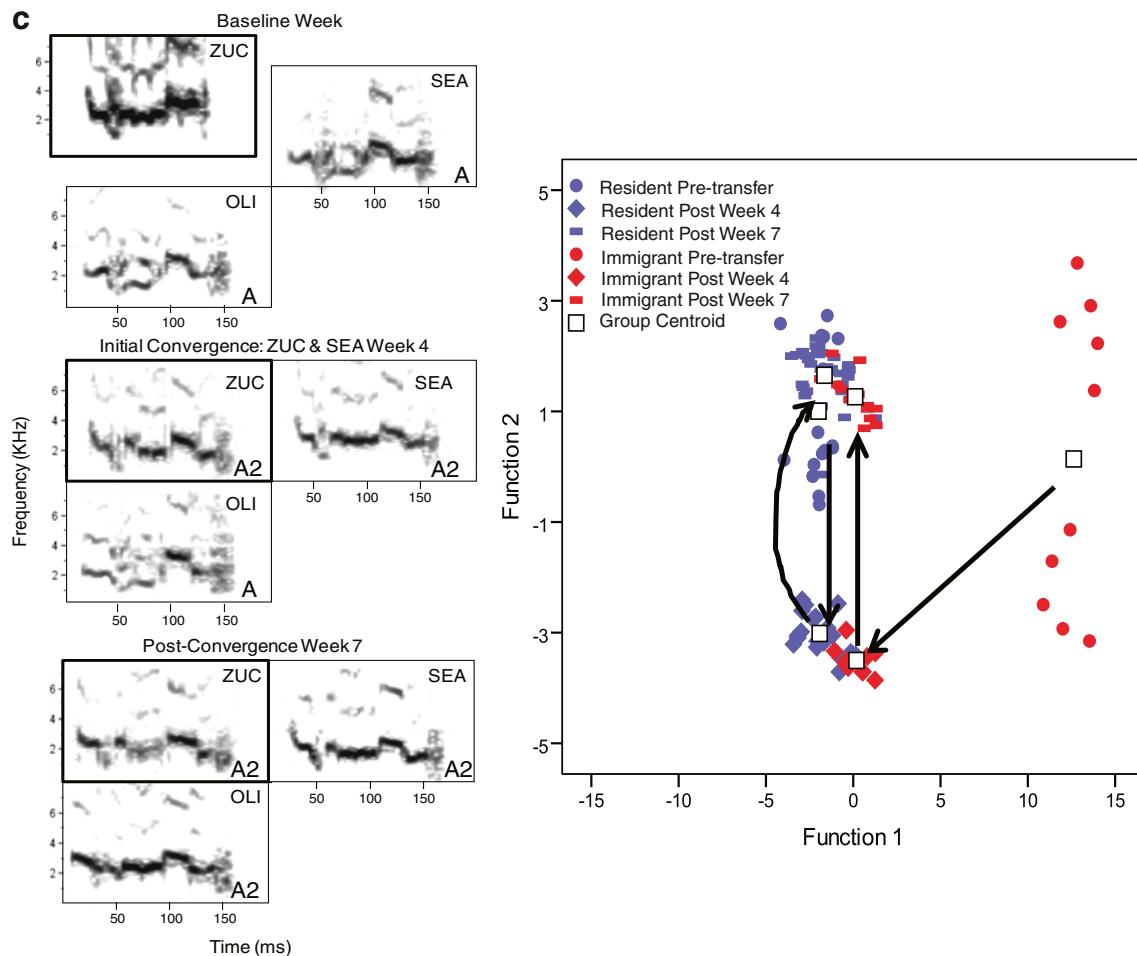 c
Baseline Week
ZUC
6
4
2
SEA
A
50 100 150
OLI
6
4
2
A
50 100 150
Initial Convergence: ZUC & SEA Week 4
ZUC
6
4
2
A2
SEA
A2
50 100 150
OLI
6
4
2
A
50 100 150
Post-Convergence Week 7
ZUC
6
4
2
A2
SEA
A2
50 100 150
OLI
6
4
2
A2
50 100 150
Frequency (KHz)
Time (ms)
Resident Pre-transfer
Resident Post Week 4
Resident Post Week 7
Immigrant Pre-transfer
Immigrant Post Week 4
Immigrant Post Week 7
Group Centroid
5
3
1
-1
-3
-5
Function 2
-15 -10 -5 0 5 10 15
Function 1